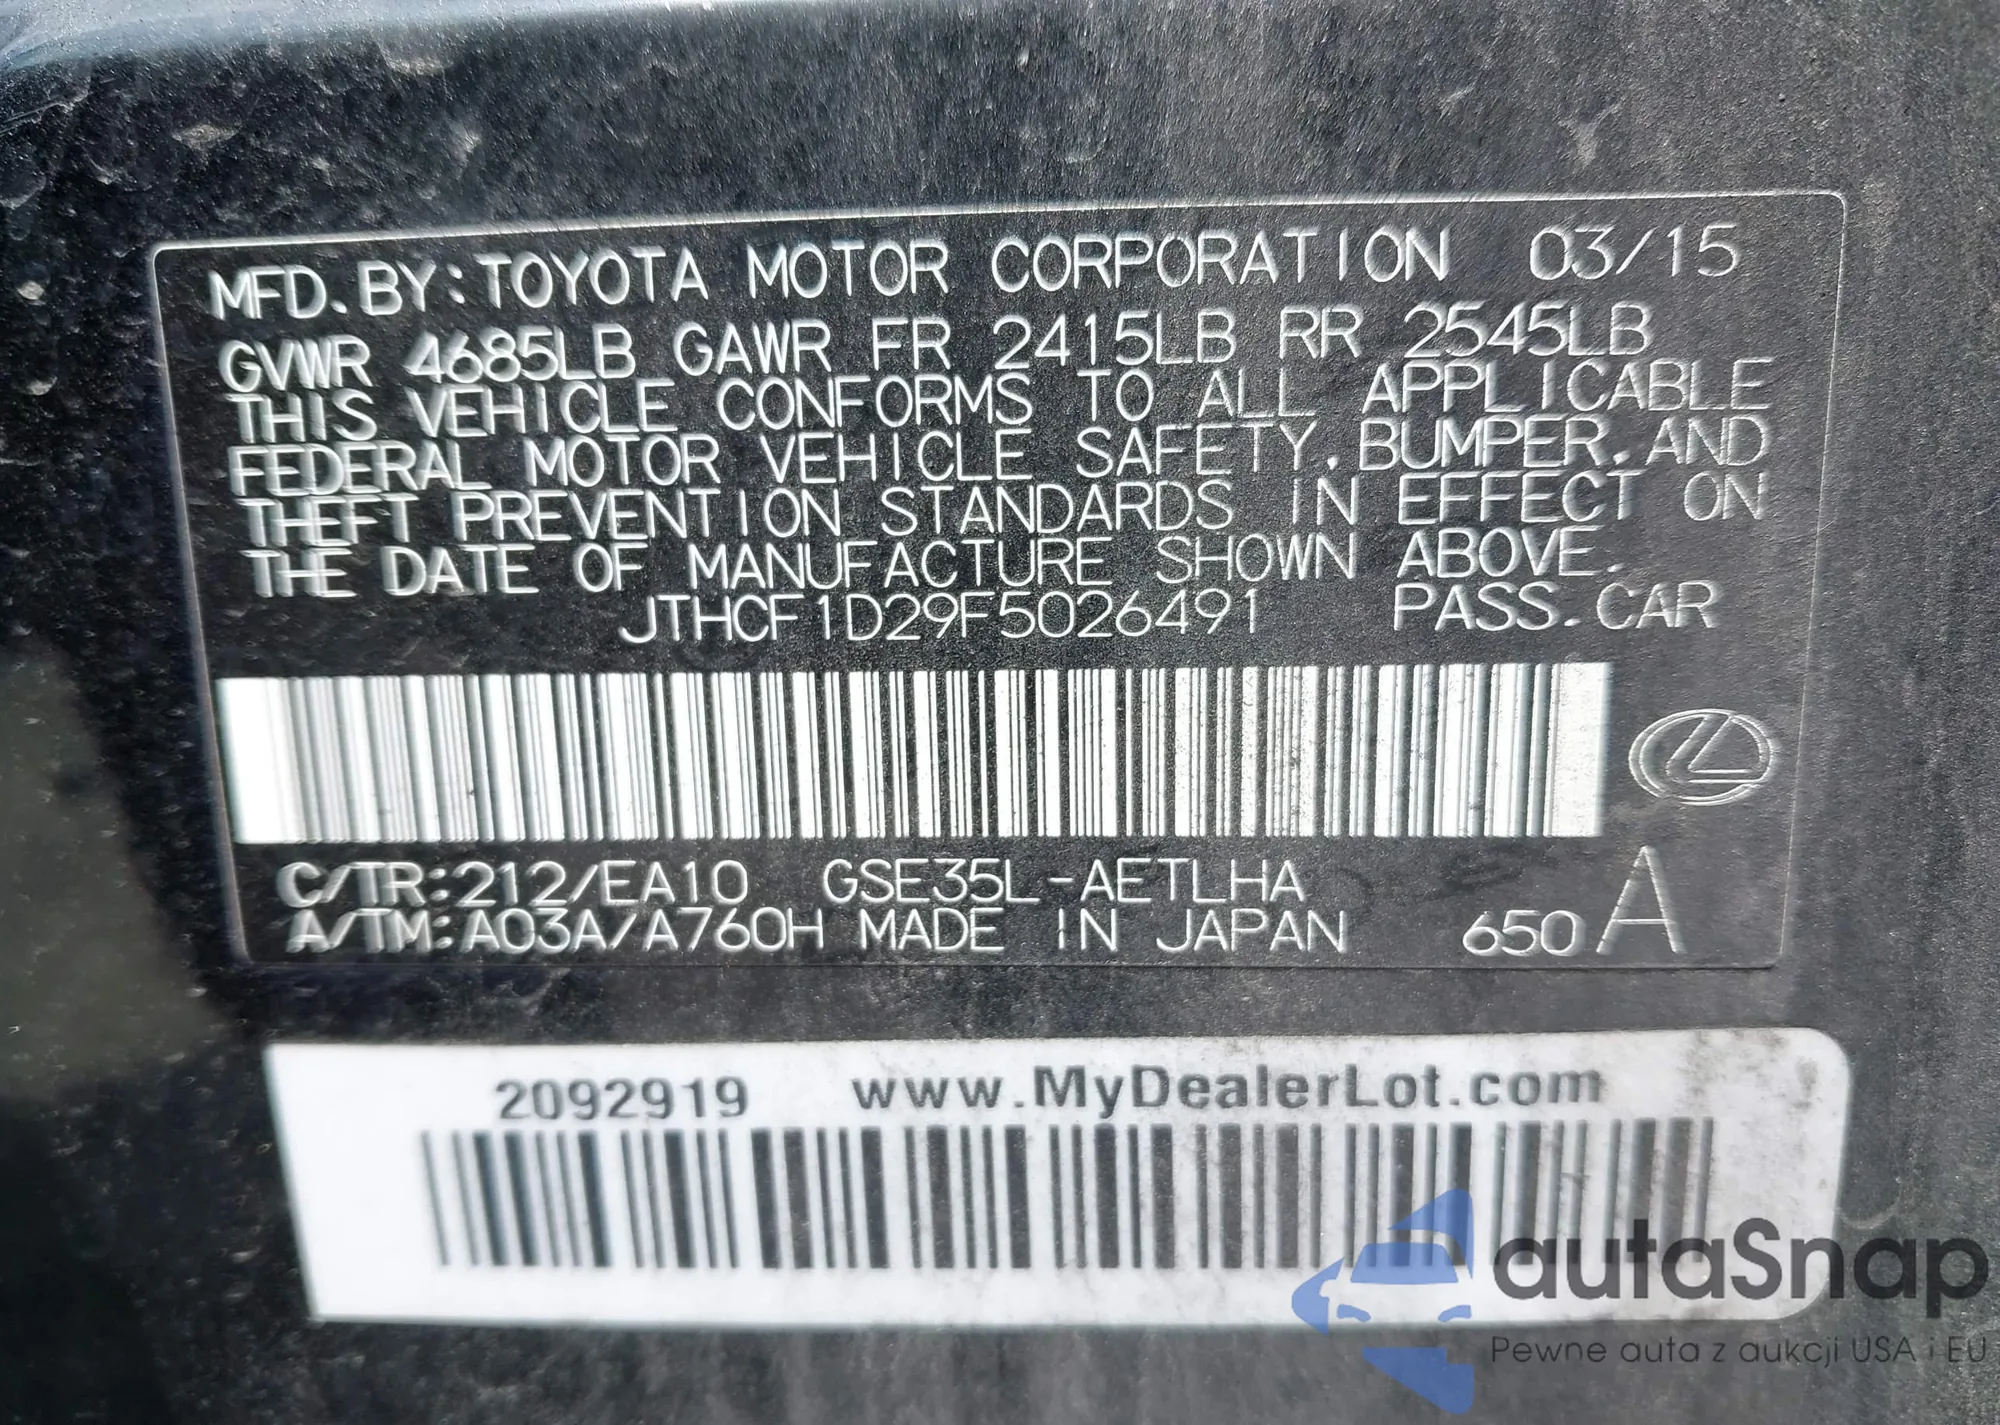 MFD. BY: TOYOTA MOTOR CORPORATION 03/15
GVWR 4685LB GAWR FR 2415LB RR 2545LB
THIS VEHICLE CONFORMS TO ALL APPLICABLE
FEDERAL MOTOR VEHICLE SAFETY, BUMPER, AND
THEFT PREVENTION STANDARDS IN EFFECT ON
THE DATE OF MANUFACTURE SHOWN ABOVE.
JTHCF1D29F5026491 PASS. CAR
C/TR: 212/EA10 GSE35L-AETLHA
A/TM: A03A/A760H MADE IN JAPAN 650 A
2092919 www.MyDealerLot.com
autaSnap
Pewne auta z aukcji USA i EU